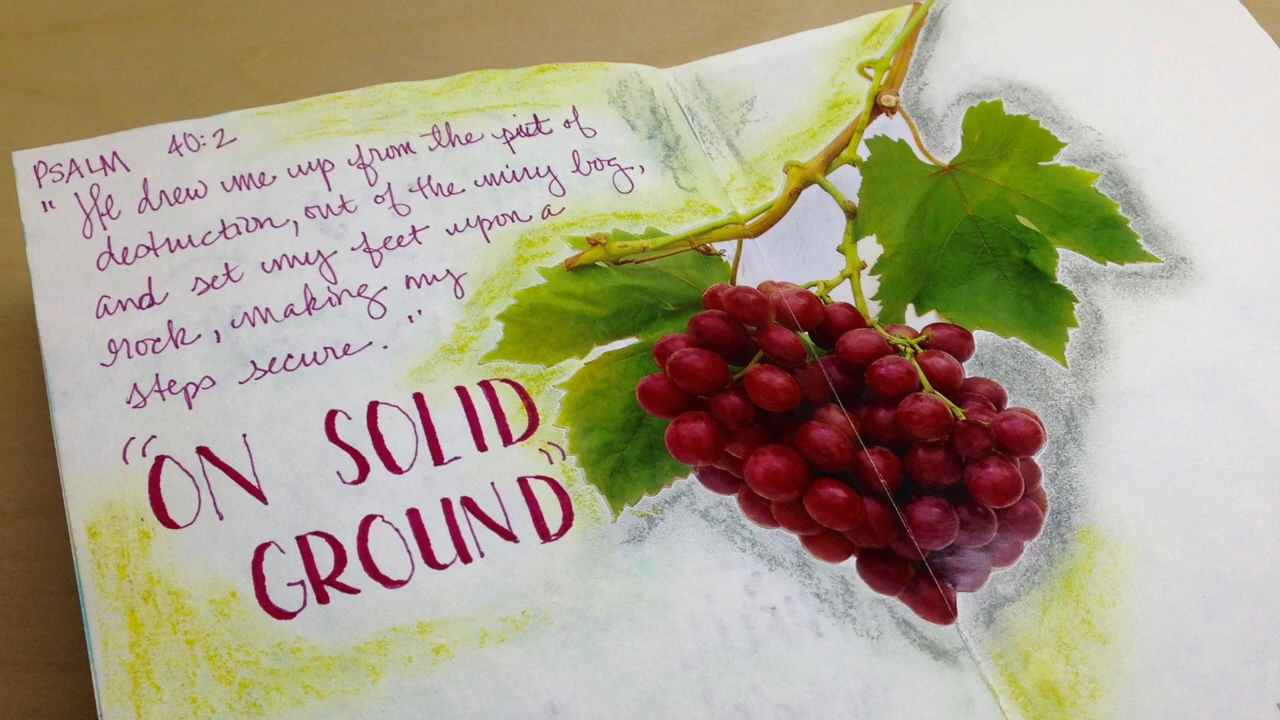 PSALM 40:2
"He drew me up from the pit of
destruction, out of the miry bog,
and set my feet upon a
rock, making my
steps secure."
"ON SOLID
GROUND"